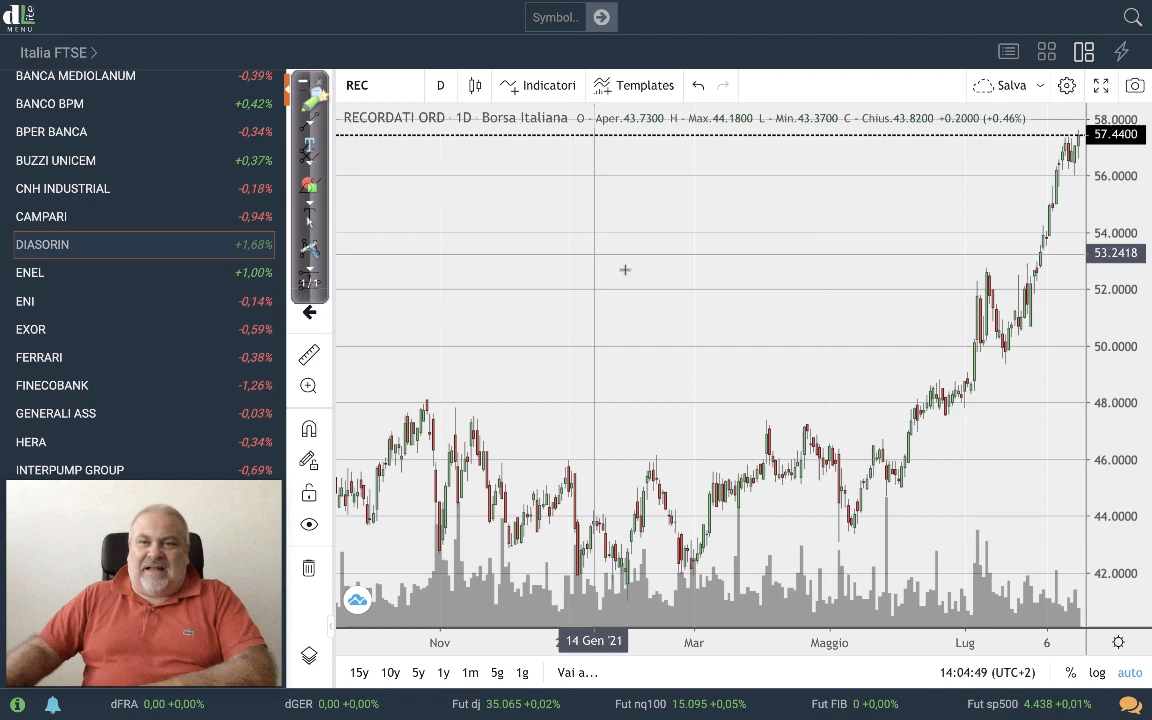 dLite
MENU
Symbol..
Italia FTSE
BANCA MEDIOLANUM -0,39%
BANCO BPM +0,42%
BPER BANCA -0,34%
BUZZI UNICEM +0,37%
CNH INDUSTRIAL -0,18%
CAMPARI -0,94%
DIASORIN +1,68%
ENEL +1,00%
ENI -0,14%
EXOR -0,59%
FERRARI -0,38%
FINECOBANK -1,26%
GENERALI ASS -0,03%
HERA -0,34%
INTERPUMP GROUP -0,69%
T
T
1/1
REC D Indicatori Templates Salva
RECORDATI ORD · 1D · Borsa Italiana O - Aper.43.7300 H - Max.44.1800 L - Min.43.3700 C - Chius.43.8200 +0.2000 (+0.46%)
58.0000
57.4400
56.0000
54.0000
53.2418
52.0000
50.0000
48.0000
46.0000
44.0000
42.0000
Nov 14 Gen '21 Mar Maggio Lug 6
15y 10y 5y 1y 1m 5g 1g Vai a... 14:04:49 (UTC+2) % log auto
dFRA 0,00 +0,00% dGER 0,00 +0,00% Fut dj 35.065 +0,02% Fut nq100 15.095 +0,05% Fut FIB 0 +0,00% Fut sp500 4.438 +0,01%